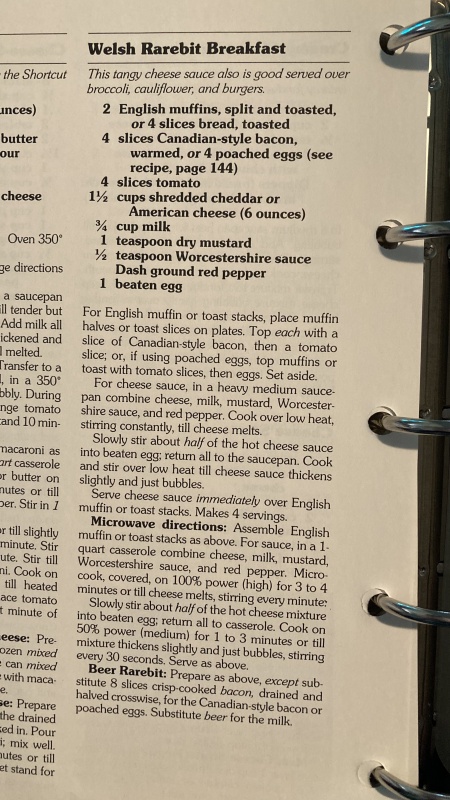 the Shortcut
unces)
butter
our
cheese
Oven 350°
ge directions
a saucepan
ill tender but
Add milk all
ickened and
l melted.
Transfer to a
, in a 350°
bbly. During
nge tomato
tand 10 min-
macaroni as
art casserole
or butter on
nutes or till
per. Stir in 1
or till slightly
minute. Stir
ute. Stir till
ni. Cook on
till heated
ace tomato
t minute of
eese: Pre-
ozen mixed
e can mixed
with maca-
e.
se: Prepare
the drained
ked in. Pour
i; mix well.
nutes or till
et stand for
Welsh Rarebit Breakfast
This tangy cheese sauce also is good served over
broccoli, cauliflower, and burgers.
2 English muffins, split and toasted,
or 4 slices bread, toasted
4 slices Canadian-style bacon,
warmed, or 4 poached eggs (see
recipe, page 144)
4 slices tomato
1½ cups shredded cheddar or
American cheese (6 ounces)
¾ cup milk
1 teaspoon dry mustard
½ teaspoon Worcestershire sauce
Dash ground red pepper
1 beaten egg
For English muffin or toast stacks, place muffin
halves or toast slices on plates. Top each with a
slice of Canadian-style bacon, then a tomato
slice; or, if using poached eggs, top muffins or
toast with tomato slices, then eggs. Set aside.
For cheese sauce, in a heavy medium sauce-
pan combine cheese, milk, mustard, Worcester-
shire sauce, and red pepper. Cook over low heat,
stirring constantly, till cheese melts.
Slowly stir about half of the hot cheese sauce
into beaten egg; return all to the saucepan. Cook
and stir over low heat till cheese sauce thickens
slightly and just bubbles.
Serve cheese sauce immediately over English
muffin or toast stacks. Makes 4 servings.
Microwave directions: Assemble English
muffin or toast stacks as above. For sauce, in a 1-
quart casserole combine cheese, milk, mustard,
Worcestershire sauce, and red pepper. Micro-
cook, covered, on 100% power (high) for 3 to 4
minutes or till cheese melts, stirring every minute.
Slowly stir about half of the hot cheese mixture
into beaten egg; return all to casserole. Cook on
50% power (medium) for 1 to 3 minutes or till
mixture thickens slightly and just bubbles, stirring
every 30 seconds. Serve as above.
Beer Rarebit: Prepare as above, except sub-
stitute 8 slices crisp-cooked bacon, drained and
halved crosswise, for the Canadian-style bacon or
poached eggs. Substitute beer for the milk.